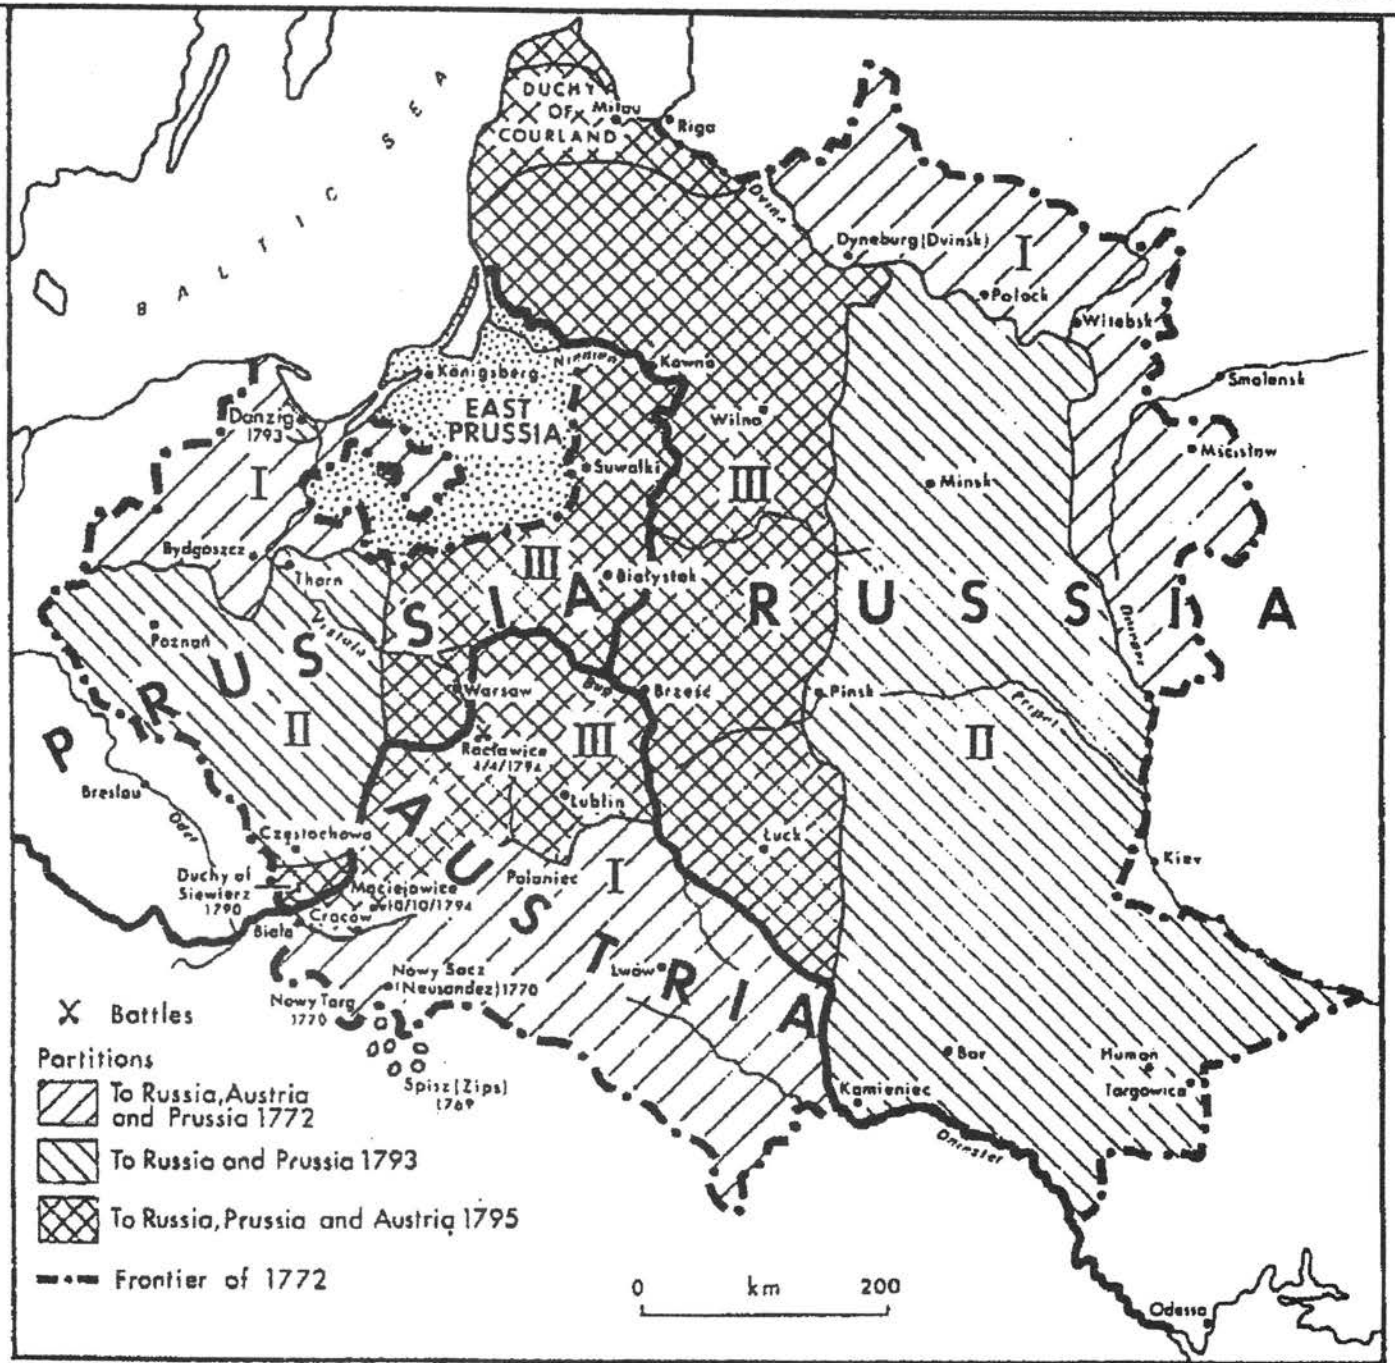 BALTIC SEA
DUCHY
OF
COURLAND
Mitau
Riga
Dvina
Dyneburg (Dvinsk)
I
Połock
Witebsk
Smolensk
Mścisław
Niemen
Kowno
Königsberg
EAST
PRUSSIA
Danzig
1793
I
Wilno
III
Minsk
Suwałki
Bydgoszcz
Thorn
III
Białystok
PRUSSIA
RUSSIA
Vistula
Dnieper
Poznań
II
Warsaw
Bug
Brześć
Pinsk
Pripet
II
Racławice
4/4/1794
III
Breslau
Oder
Lublin
AUSTRIA
Łuck
Częstochowa
Kiev
Duchy of
Siewierz
1790
Maciejowice
10/10/1794
Połaniec
I
Biała
Cracow
Lwów
Nowy Sącz
(Neusandez) 1770
Nowy Targ
1770
Spisz (Zips)
1769
Bar
Human
Targowica
Kamieniec
Dniester
Odessa
Battles
Partitions
To Russia, Austria
and Prussia 1772
To Russia and Prussia 1793
To Russia, Prussia and Austria 1795
Frontier of 1772
0 km 200